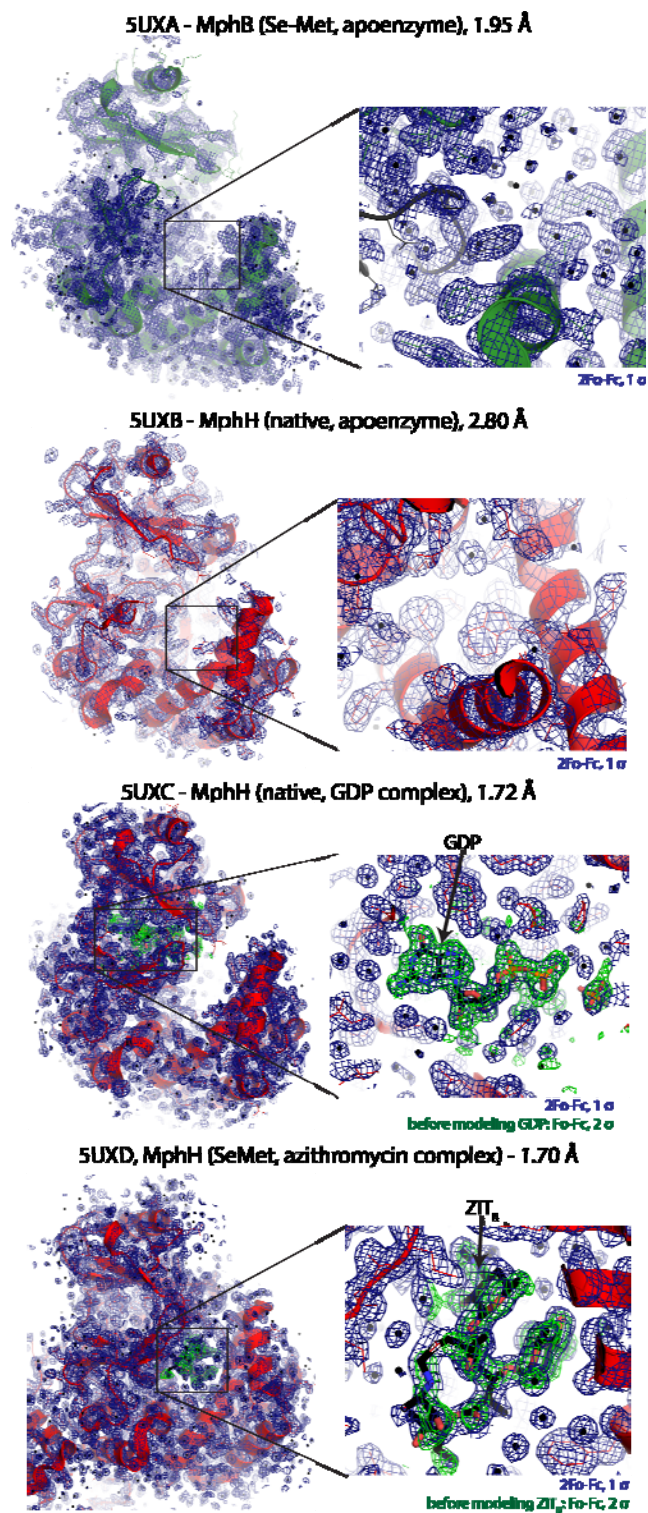 5UXA - MphB (Se-Met, apoenzyme), 1.95 Å
2Fo-Fc, 1 σ
5UXB - MphH (native, apoenzyme), 2.80 Å
2Fo-Fc, 1 σ
5UXC - MphH (native, GDP complex), 1.72 Å
GDP
2Fo-Fc, 1 σ
before modeling GDP: Fo-Fc, 2 σ
5UXD, MphH (SeMet, azithromycin complex) - 1.70 Å
ZIT
2Fo-Fc, 1 σ
before modeling ZIT : Fo-Fc, 2 σ